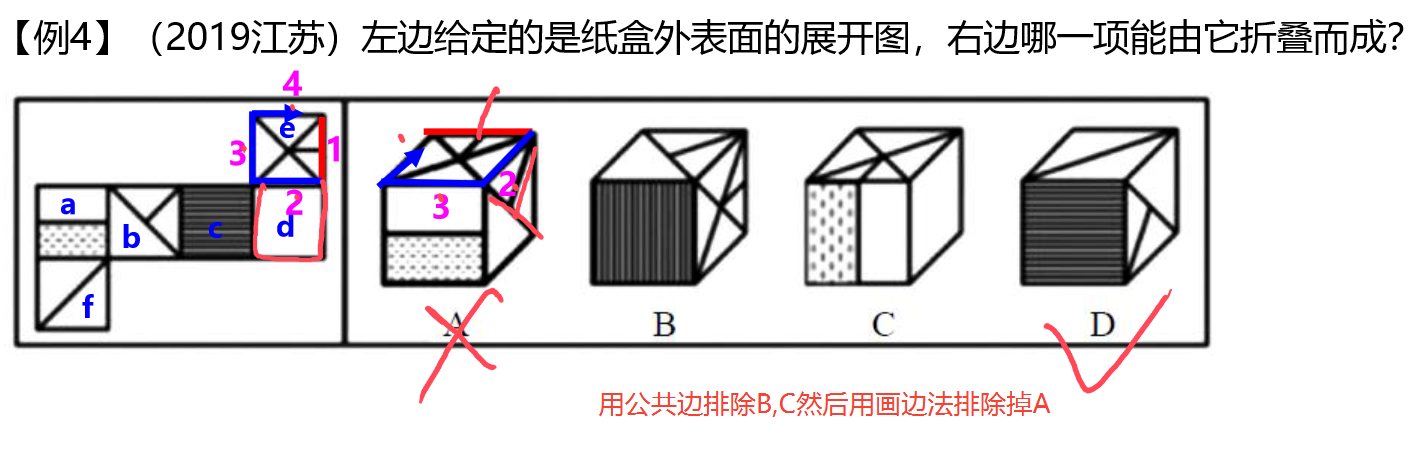 【例4】（2019江苏）左边给定的是纸盒外表面的展开图，右边哪一项能由它折叠而成？
4
e
3
1
2
a
b
c
d
f
3
2
A
B
C
D
用公共边排除B,C然后用画边法排除掉A